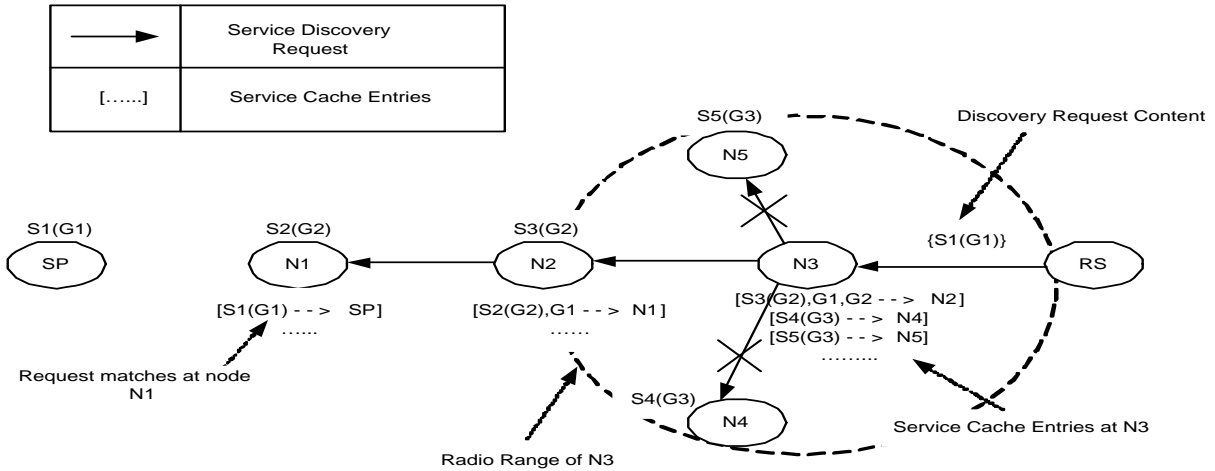 Service Discovery
Request
[…...]
Service Cache Entries
S5(G3)
Discovery Request Content
N5
S1(G1)
S2(G2)
S3(G2)
{S1(G1)}
SP
N1
N2
N3
RS
[S1(G1) - - > SP]
…...
[S2(G2),G1 - - > N1]
……
[S3(G2),G1,G2 - - > N2]
[S4(G3) - - > N4]
[S5(G3) - - > N5]
……...
Request matches at node
N1
S4(G3)
N4
Service Cache Entries at N3
Radio Range of N3